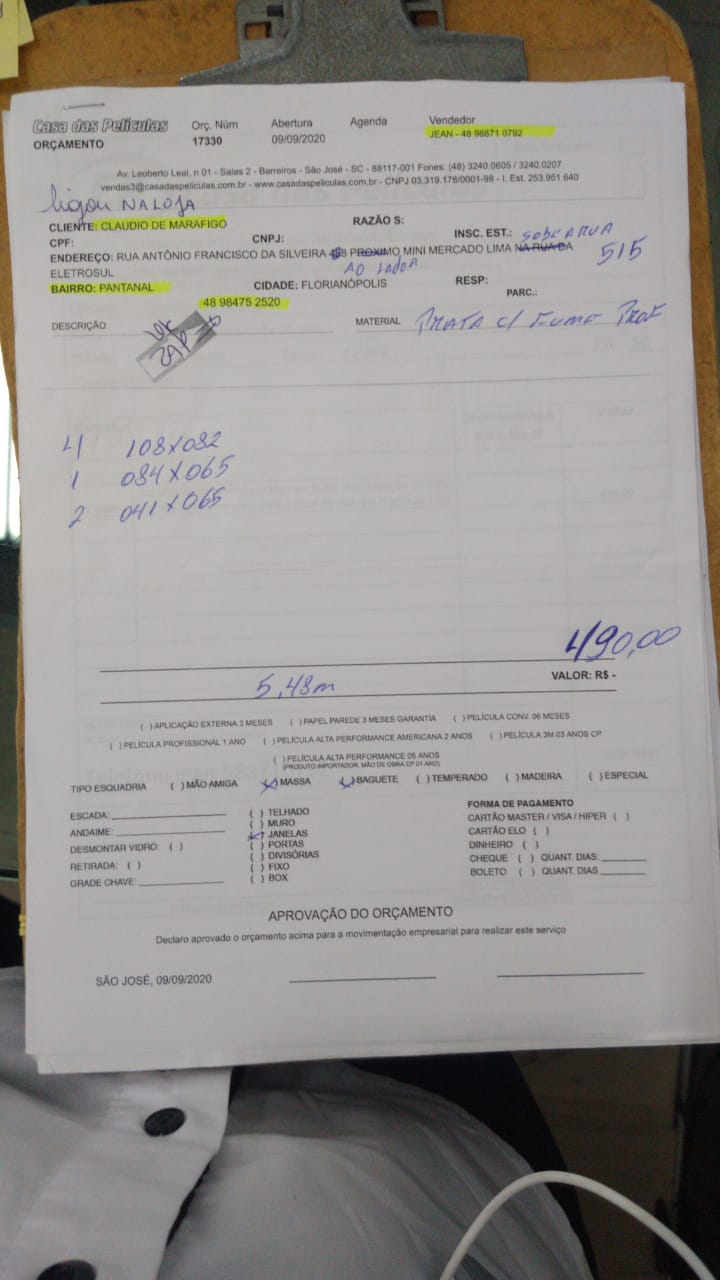 Casa das Películas
ORÇAMENTO
Orç. Núm
17330
Abertura
09/09/2020
Agenda
Vendedor
JEAN - 48 98871 0792
Av. Leoberto Leal, n 01 - Salas 2 - Barreiros - São José - SC - 88117-001 Fones: (48) 3240.0605 / 3240.0207
vendas3@casadaspeliculas.com.br - www.casadaspeliculas.com.br - CNPJ 03.319.178/0001-98 - I. Est. 253.951.640
Ligou NA LOJA
CLIENTE: CLAUDIO DE MARAFIGO
RAZÃO S:
CPF:
CNPJ:
INSC. EST.:
SOBE A RUA
ENDEREÇO: RUA ANTÔNIO FRANCISCO DA SILVEIRA PROXIMO MINI MERCADO LIMA NA RUA DA
515
ELETROSUL
AO LADO
BAIRRO: PANTANAL
CIDADE: FLORIANÓPOLIS
RESP:
48 98475 2520
PARC.:
DESCRIÇÃO
MATERIAL
PRATA c/ FUME PROF
ZAP
4 108X082
1 084X065
2 041X065
490,00
5,48m
VALOR: R$ -
( ) APLICAÇÃO EXTERNA 3 MESES ( ) PAPEL PAREDE 3 MESES GARANTIA ( ) PELÍCULA CONV. 06 MESES
( ) PELÍCULA PROFISSIONAL 1 ANO ( ) PELÍCULA ALTA PERFORMANCE AMERICANA 2 ANOS ( ) PELÍCULA 3M 03 ANOS CP
( ) PELÍCULA ALTA PERFORMANCE 05 ANOS
(PRODUTO IMPORTADOR, MÃO DE OBRA CP 01 ANO)
TIPO ESQUADRIA ( ) MÃO AMIGA (X) MASSA (X) BAGUETE ( ) TEMPERADO ( ) MADEIRA ( ) ESPECIAL
ESCADA:
ANDAIME:
DESMONTAR VIDRO: ( )
RETIRADA: ( )
GRADE CHAVE:
( ) TELHADO
( ) MURO
(X) JANELAS
( ) PORTAS
( ) DIVISÓRIAS
( ) FIXO
( ) BOX
FORMA DE PAGAMENTO
CARTÃO MASTER / VISA / HIPER ( )
CARTÃO ELO ( )
DINHEIRO ( )
CHEQUE ( ) QUANT. DIAS:
BOLETO ( ) QUANT. DIAS
APROVAÇÃO DO ORÇAMENTO
Declaro aprovado o orçamento acima para a movimentação empresarial para realizar este serviço
SÃO JOSÉ, 09/09/2020